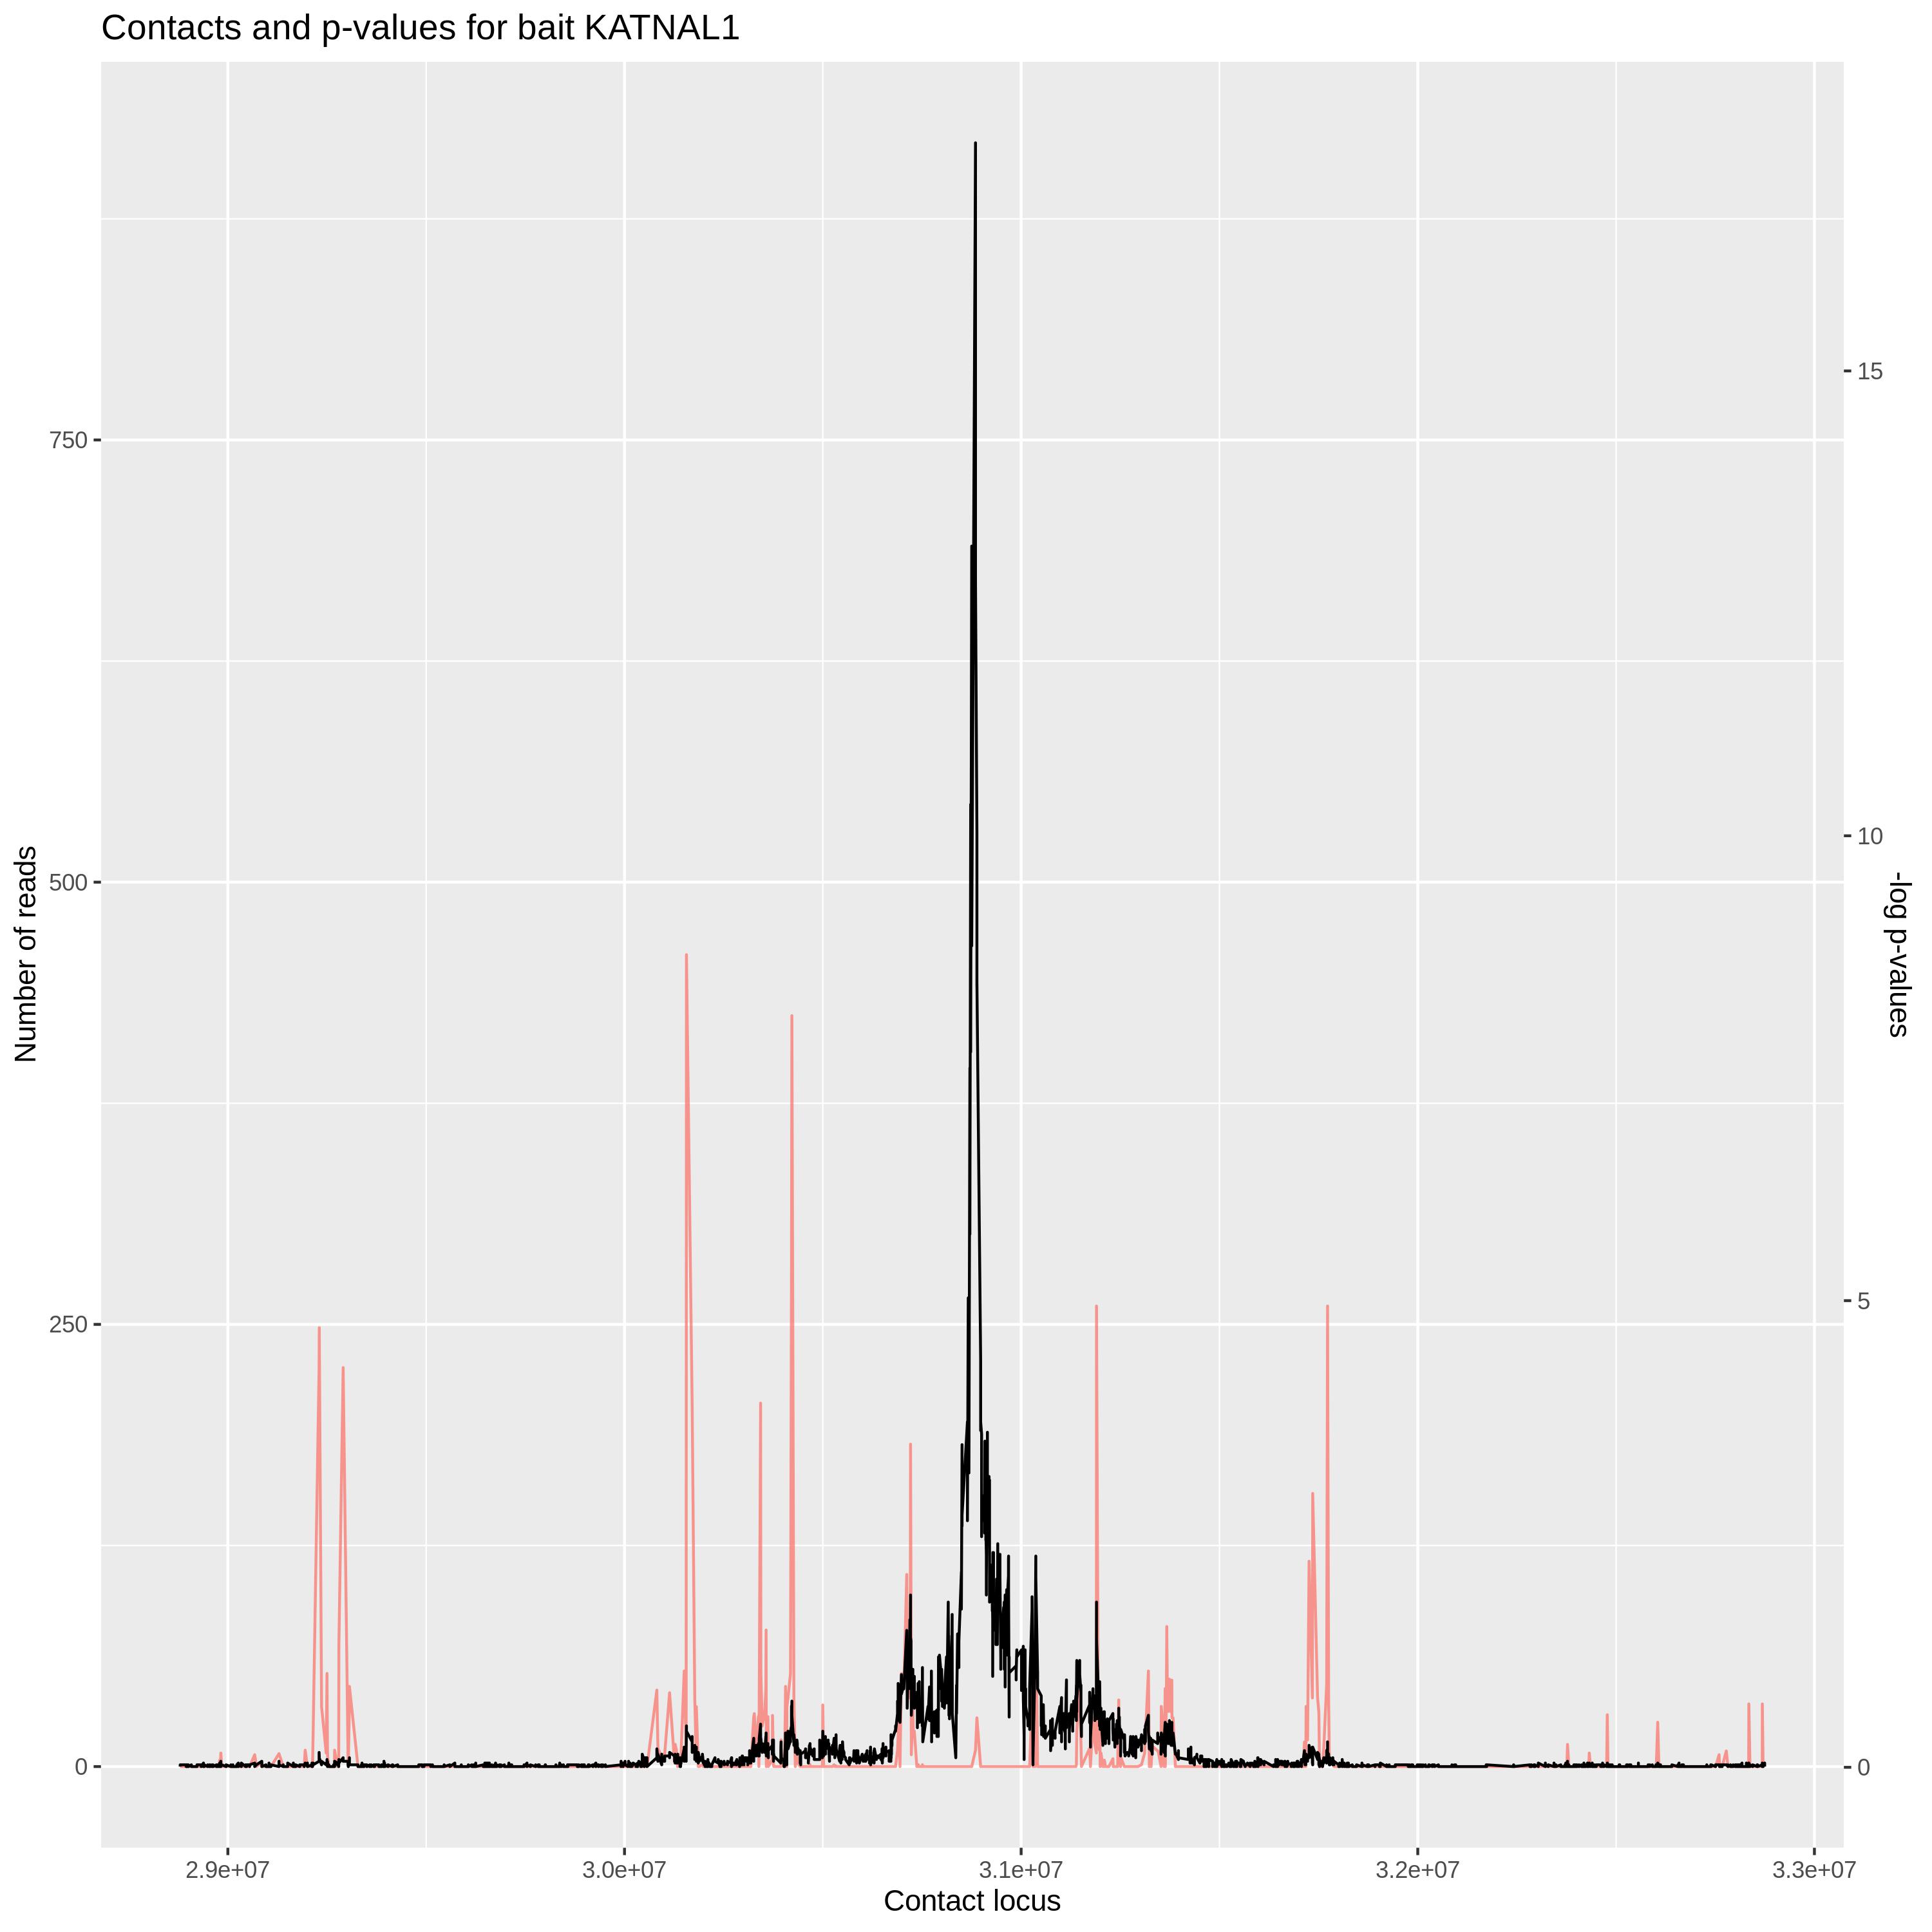 Contacts and p-values for bait KATNAL1
750
500
250
0
Number of reads
15
10
5
0
-log p-values
2.9e+07
3.0e+07
3.1e+07
3.2e+07
3.3e+07
Contact locus